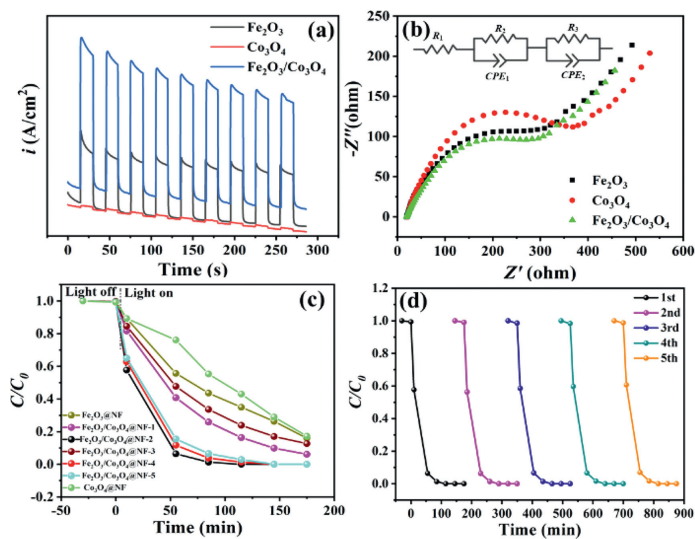 (a)
Fe₂O₃
Co₃O₄
Fe₂O₃/Co₃O₄
i (A/cm²)
0 50 100 150 200 250 300
Time (s)
(b)
R₁ R₂ R₃
CPE₁ CPE₂
-Z″(ohm)
250
200
150
100
50
0
Fe₂O₃
Co₃O₄
Fe₂O₃/Co₃O₄
0 100 200 300 400 500 600
Z′ (ohm)
Light off Light on
(c)
C/C₀
1.0
0.8
0.6
0.4
0.2
0.0
-0.2
Fe₂O₃@NF
Fe₂O₃/Co₃O₄@NF-1
Fe₂O₃/Co₃O₄@NF-2
Fe₂O₃/Co₃O₄@NF-3
Fe₂O₃/Co₃O₄@NF-4
Fe₂O₃/Co₃O₄@NF-5
Co₃O₄@NF
-50 0 50 100 150 200
Time (min)
(d)
1st
2nd
3rd
4th
5th
C/C₀
1.2
1.0
0.8
0.6
0.4
0.2
0.0
0 100 200 300 400 500 600 700 800 900
Time (min)